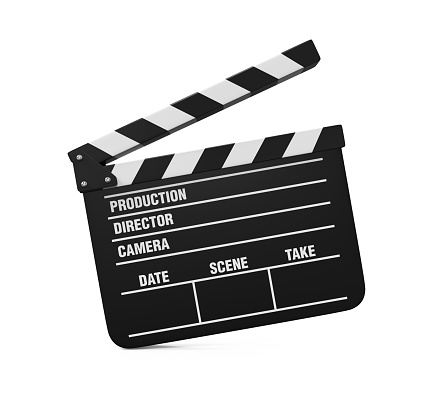 PRODUCTION
DIRECTOR
CAMERA
DATE SCENE TAKE